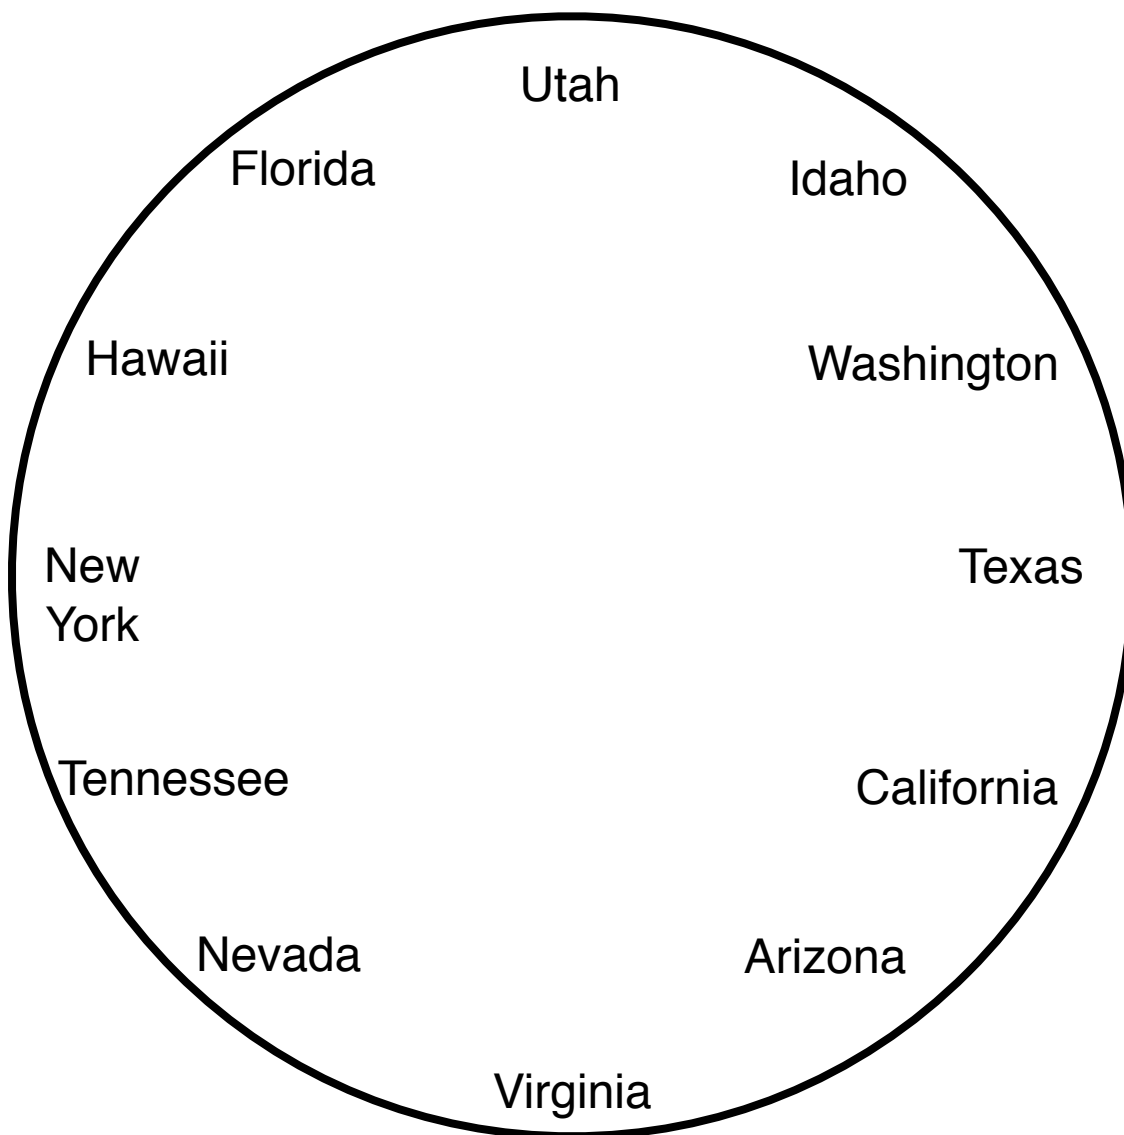 Utah
Florida
Idaho
Hawaii
Washington
New
York
Texas
Tennessee
California
Nevada
Arizona
Virginia